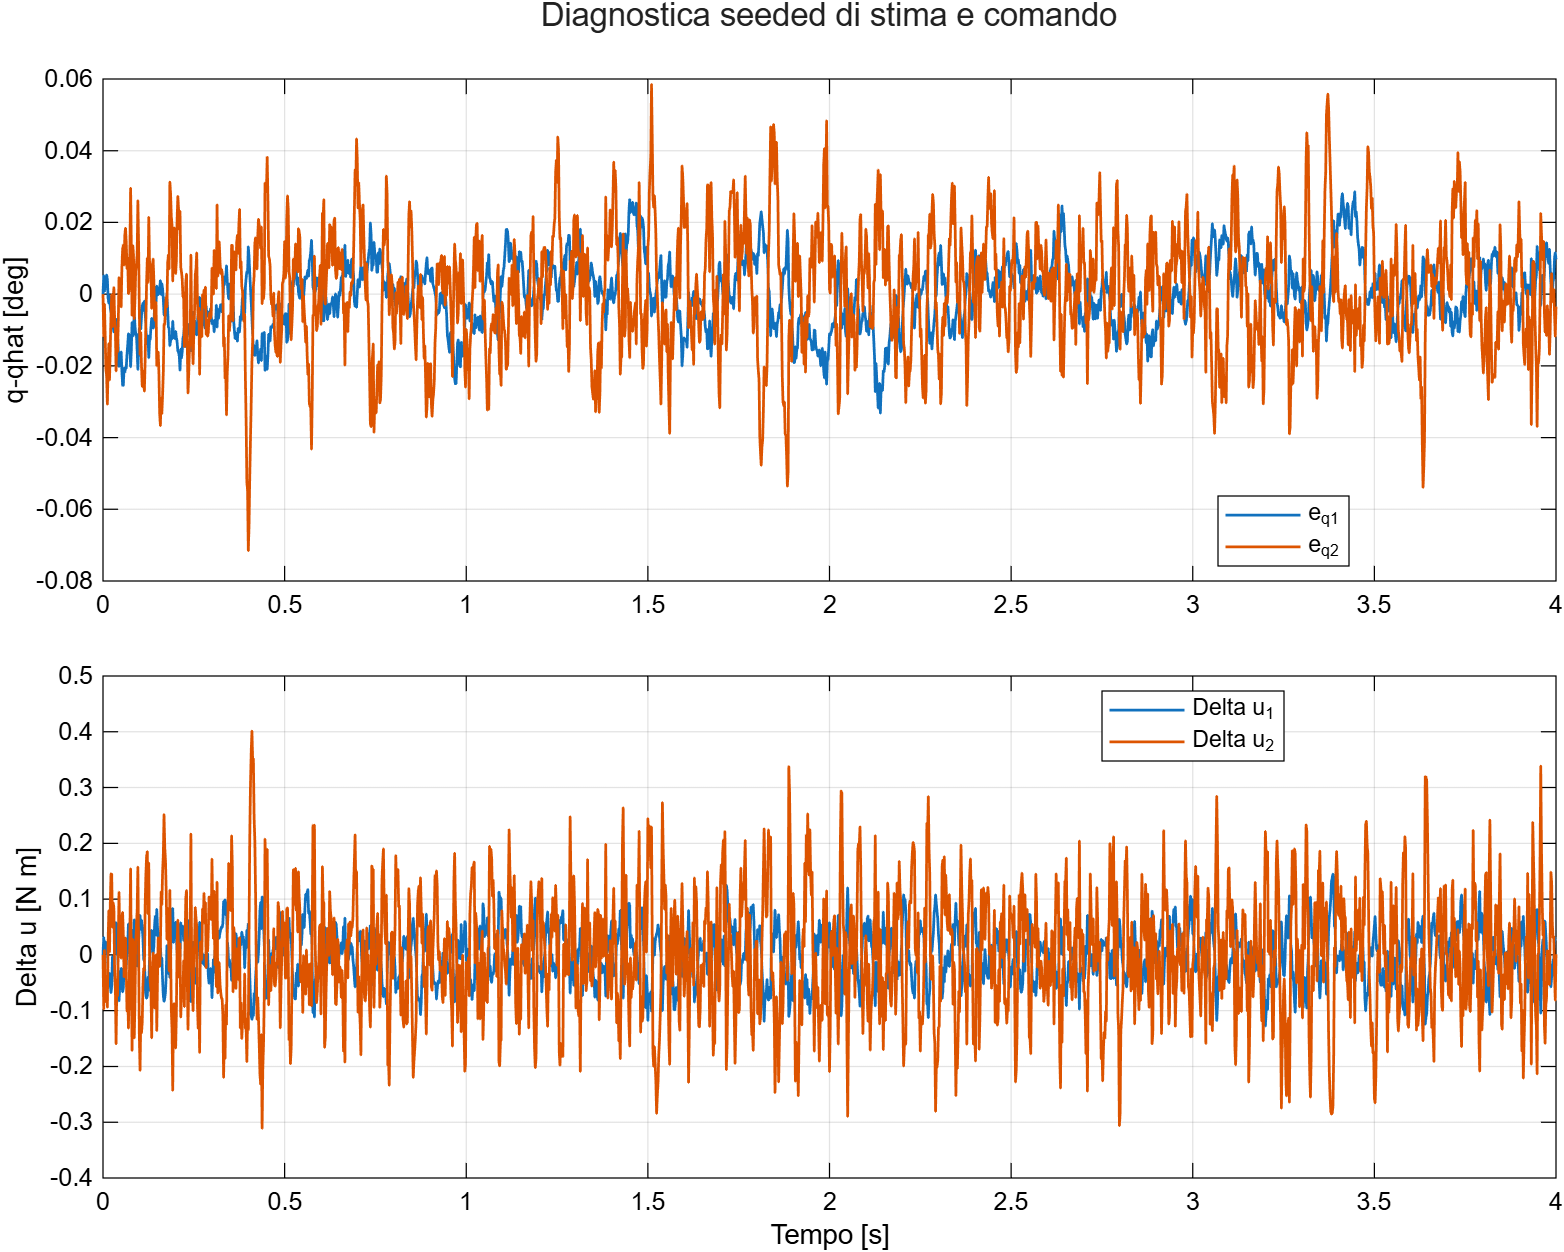 Diagnostica seeded di stima e comando
0.06
0.04
0.02
0
-0.02
-0.04
-0.06
-0.08
q-qhat [deg]
e_q1
e_q2
0 0.5 1 1.5 2 2.5 3 3.5 4
0.5
0.4
0.3
0.2
0.1
0
-0.1
-0.2
-0.3
-0.4
Delta u [N m]
Delta u_1
Delta u_2
0 0.5 1 1.5 2 2.5 3 3.5 4
Tempo [s]